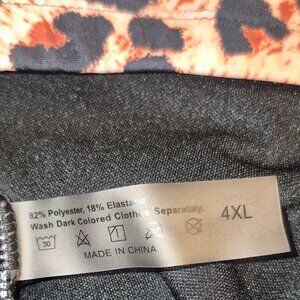 82% Polyester, 18% Elastane
Wash Dark Colored Clothes Separately.
4XL
30
MADE IN CHINA